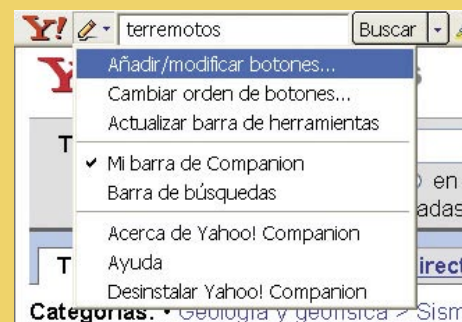 Y! terremotos Buscar
Añadir/modificar botones...
Cambiar orden de botones...
Actualizar barra de herramientas
Mi barra de Companion
Barra de búsquedas
en
Acerca de Yahoo! Companion
Ayuda
Desinstalar Yahoo! Companion
Categorías: • Geología y geofísica >